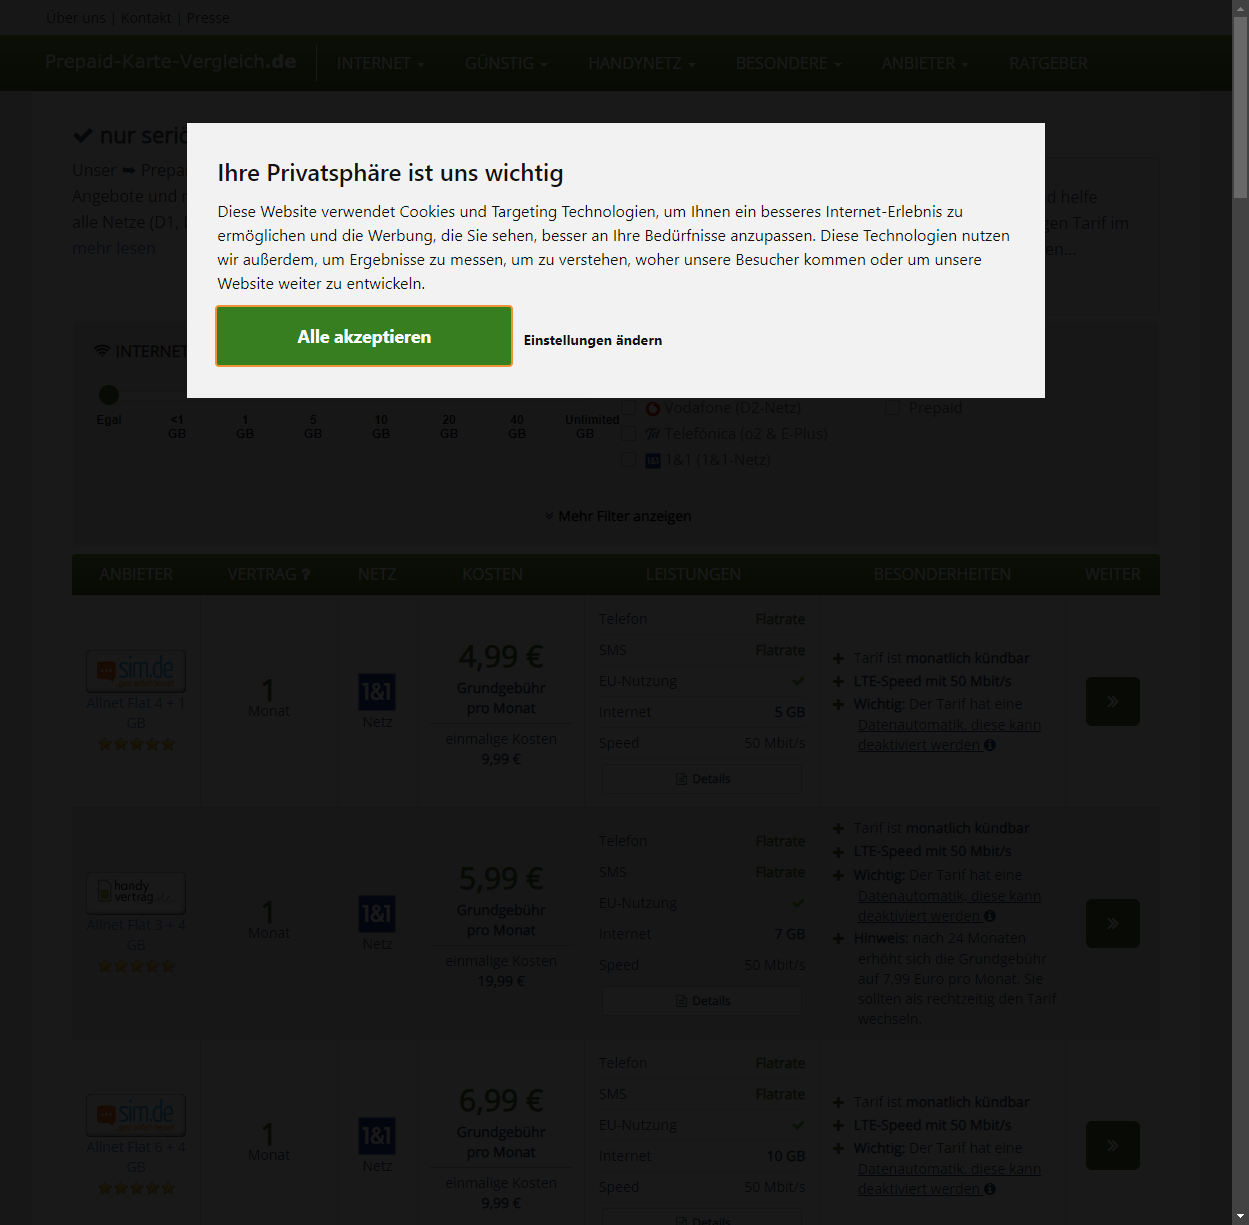 Über uns | Kontakt | Presse
Prepaid-Karte-Vergleich.de INTERNET GÜNSTIG HANDYNETZ BESONDERE ANBIETER RATGEBER
nur
Unser ➡
Angebote und
alle Netze (D1,
mehr lesen
helfe
Tarif im
Ihre Privatsphäre ist uns wichtig
Diese Website verwendet Cookies und Targeting Technologien, um Ihnen ein besseres Internet-Erlebnis zu
ermöglichen und die Werbung, die Sie sehen, besser an Ihre Bedürfnisse anzupassen. Diese Technologien nutzen
wir außerdem, um Ergebnisse zu messen, um zu verstehen, woher unsere Besucher kommen oder um unsere
Website weiter zu entwickeln.
Alle akzeptieren Einstellungen ändern
INTERNET
Egal <1 GB 1 GB 5 GB 10 GB 20 GB 40 GB Unlimited GB
Vodafone (D2-Netz) Prepaid
Telefonica (o2 & E-Plus)
1&1 (1&1-Netz)
Mehr Filter anzeigen
ANBIETER VERTRAG ? NETZ KOSTEN LEISTUNGEN BESONDERHEITEN WEITER
sim.de
Allnet Flat 4 + 1
GB
1
Monat
1&1
Netz
4,99 €
Grundgebühr
pro Monat
einmalige Kosten
9,99 €
Telefon Flatrate
SMS Flatrate
EU-Nutzung ✔
Internet 5 GB
Speed 50 Mbit/s
Details
Tarif ist monatlich kündbar
LTE-Speed mit 50 Mbit/s
Wichtig: Der Tarif hat eine
Datenautomatik, diese kann
deaktiviert werden
handy
vertrag.de
Allnet Flat 3 + 4
GB
1
Monat
1&1
Netz
5,99 €
Grundgebühr
pro Monat
einmalige Kosten
19,99 €
Telefon Flatrate
SMS Flatrate
EU-Nutzung ✔
Internet 7 GB
Speed 50 Mbit/s
Details
Tarif ist monatlich kündbar
LTE-Speed mit 50 Mbit/s
Wichtig: Der Tarif hat eine
Datenautomatik, diese kann
deaktiviert werden
Hinweis: nach 24 Monaten
erhöht sich die Grundgebühr
auf 7,99 Euro pro Monat. Sie
sollten als rechtzeitig den Tarif
wechseln.
sim.de
Allnet Flat 6 + 4
GB
1
Monat
1&1
Netz
6,99 €
Grundgebühr
pro Monat
einmalige Kosten
9,99 €
Telefon Flatrate
SMS Flatrate
EU-Nutzung ✔
Internet 10 GB
Speed 50 Mbit/s
Details
Tarif ist monatlich kündbar
LTE-Speed mit 50 Mbit/s
Wichtig: Der Tarif hat eine
Datenautomatik, diese kann
deaktiviert werden